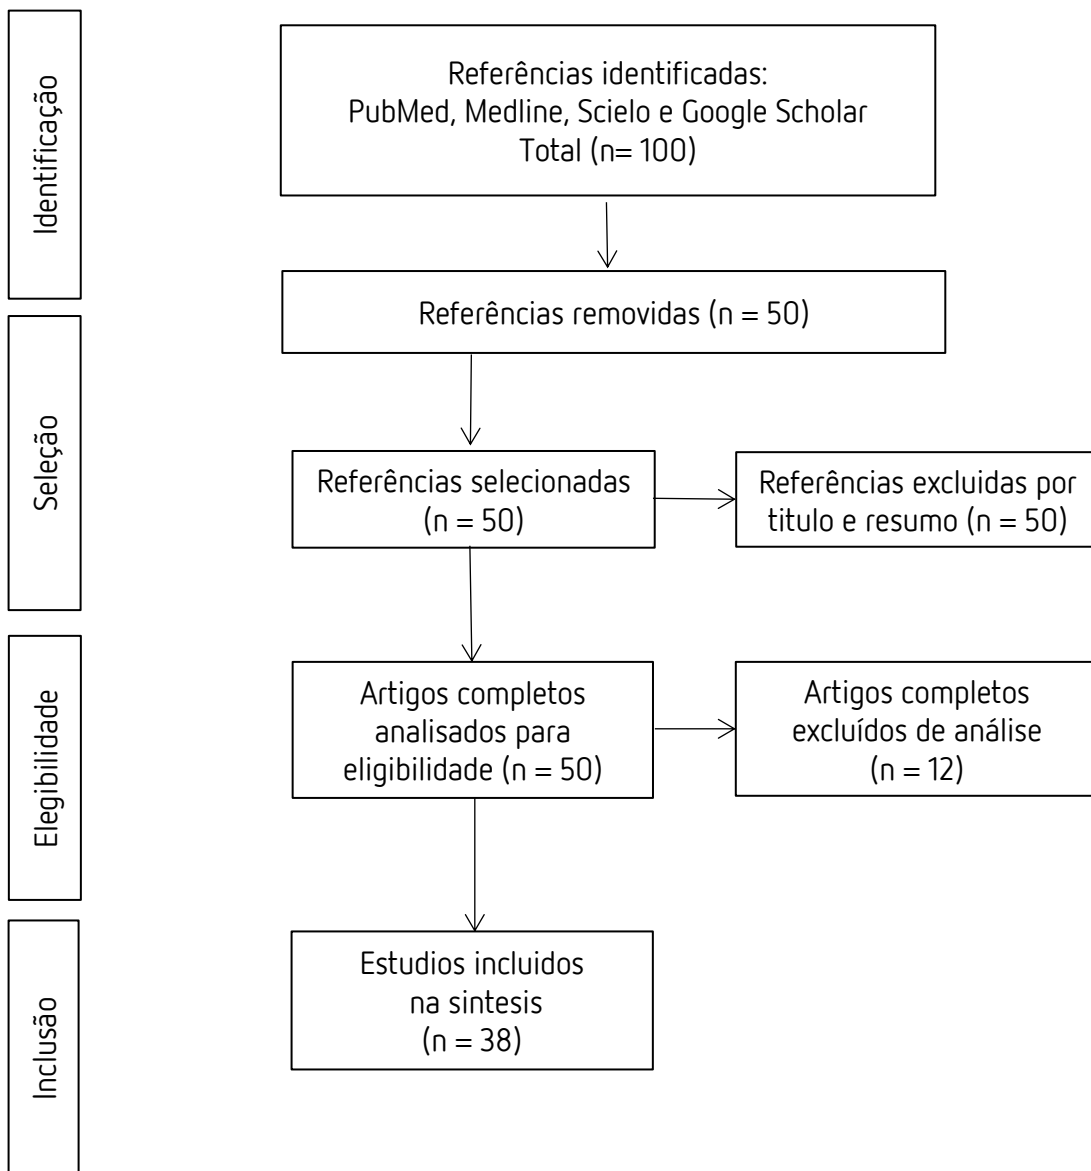 Identificação
Referências identificadas:
PubMed, Medline, Scielo e Google Scholar
Total (n= 100)
Referências removidas (n = 50)
Seleção
Referências selecionadas
(n = 50)
Referências excluidas por
titulo e resumo (n = 50)
Elegibilidade
Artigos completos
analisados para
eligibilidade (n = 50)
Artigos completos
excluídos de análise
(n = 12)
Inclusão
Estudios incluidos
na sintesis
(n = 38)